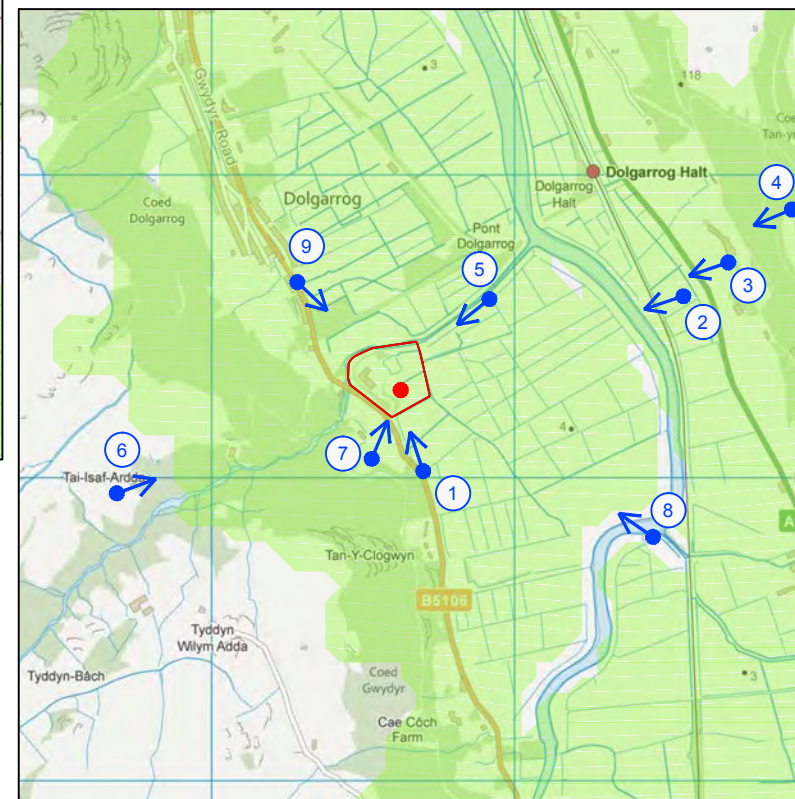 3
118
Gwydyr Road
Dolgarrog Halt
Dolgarrog
Halt
4
Coed
Dolgarrog
Dolgarrog
Pont
Dolgarrog
9
5
3
2
4
6
7
Tai-Isaf-Ardda
1
8
Tan-Y-Clogwyn
A
B5106
Tyddyn
Wilym Adda
Tyddyn-Bâch
Coed
Gwydyr
3
Cae Côch
Farm